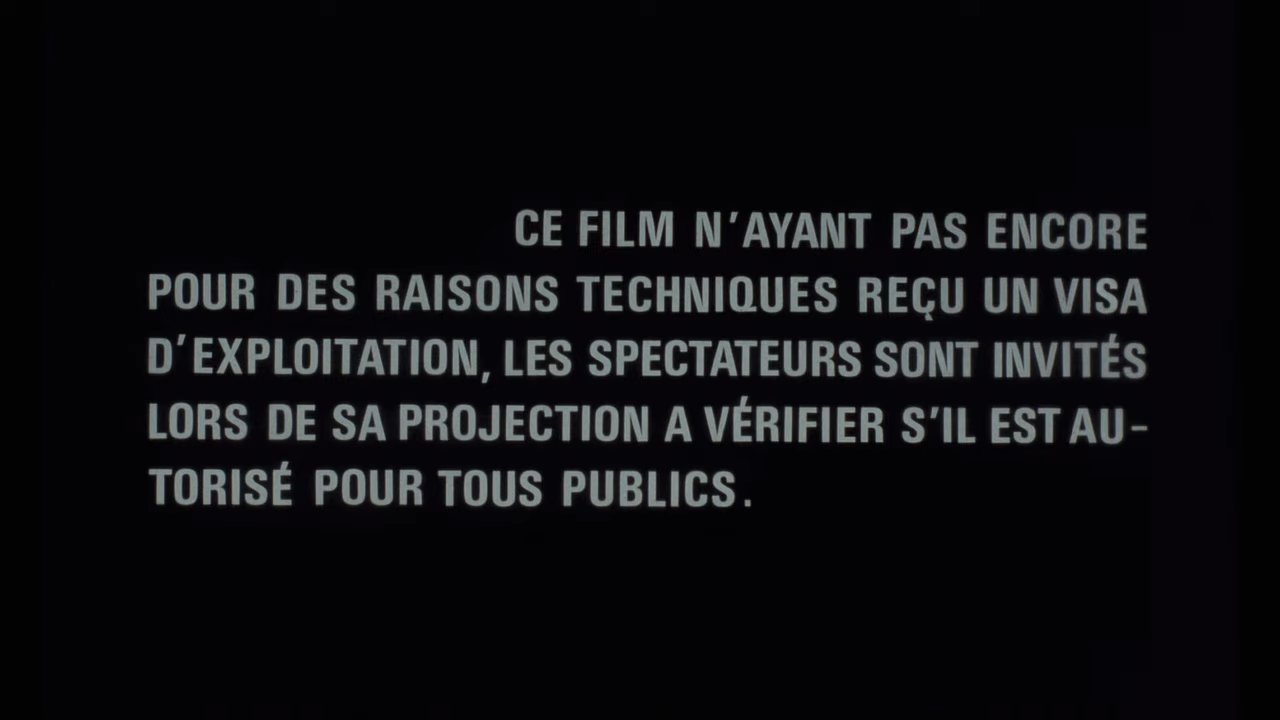 CE FILM N'AYANT PAS ENCORE
POUR DES RAISONS TECHNIQUES REÇU UN VISA
D'EXPLOITATION, LES SPECTATEURS SONT INVITÉS
LORS DE SA PROJECTION A VÉRIFIER S'IL EST AU-
TORISÉ POUR TOUS PUBLICS.